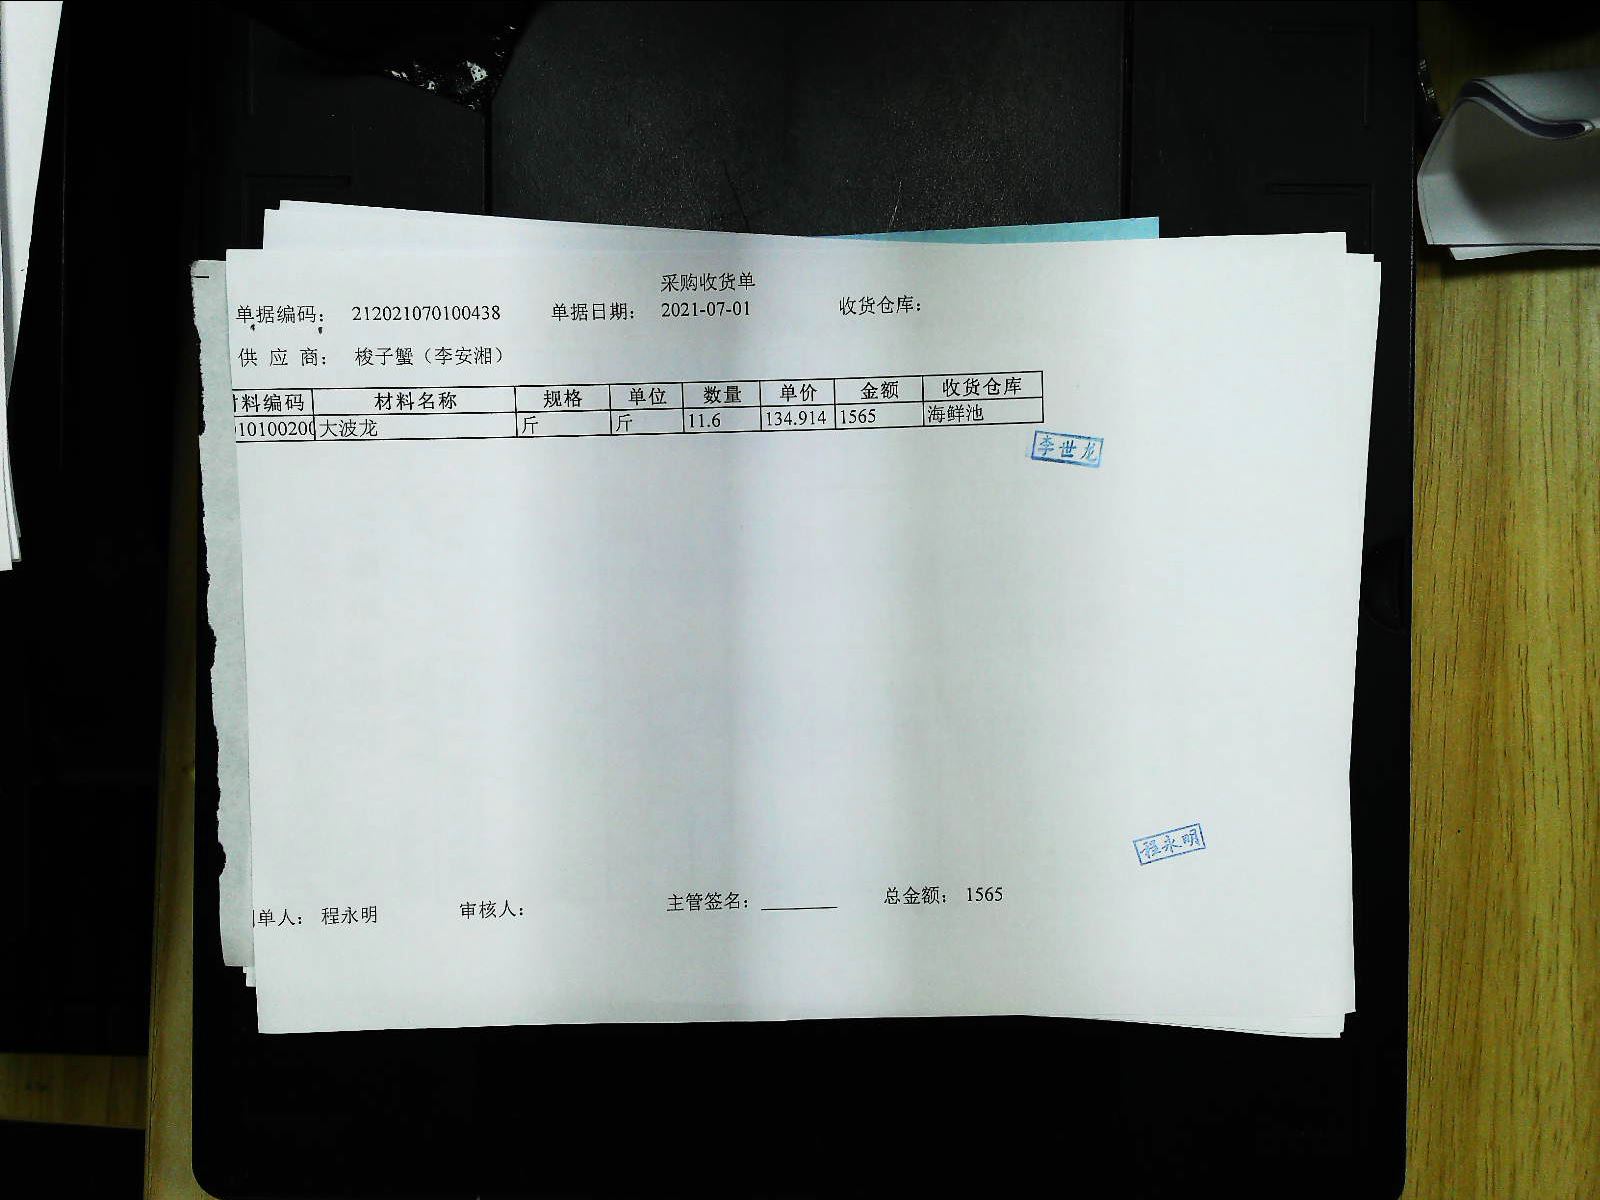 采购收货单
单据编码： 212021070100438 单据日期： 2021-07-01 收货仓库：
供 应 商： 梭子蟹（李安湘）
料编码 材料名称 规格 单位 数量 单价 金额 收货仓库
10100200 大波龙 斤 斤 11.6 134.914 1565 海鲜池
李世龙
程永明
单人： 程永明 审核人： 主管签名：________ 总金额： 1565